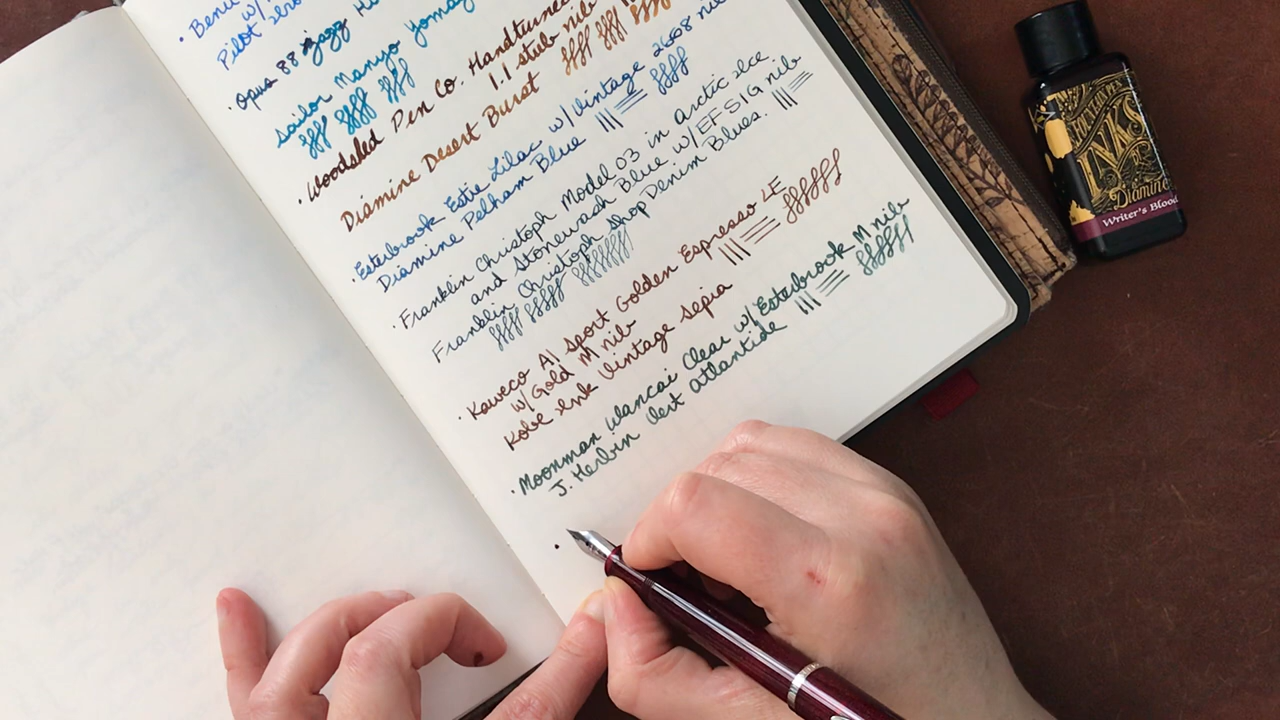 · Benu
w/
Pilot
· Opus 88 Jazz
Sailor Manyo Yomogi
· Woodshed Pen Co. Handturned
1.1 stub nib
Diamine Desert Burst
· Esterbrook Estie Lilac w/Vintage 2668 nib
Diamine Pelham Blue
· Franklin Christoph Model 03 in Arctic Ice
and Stonewash Blue w/EF SIG nib
Franklin Christoph Shop Denim Blues.
· Kaweco Al Sport Golden Espresso LE
w/Gold M nib
Kobe Ink Vintage Sepia
· Moonman Wancai Clear w/Esterbrook M nib
J. Herbin Vert Atlantide
INKS
Diamine
Writer's Blood